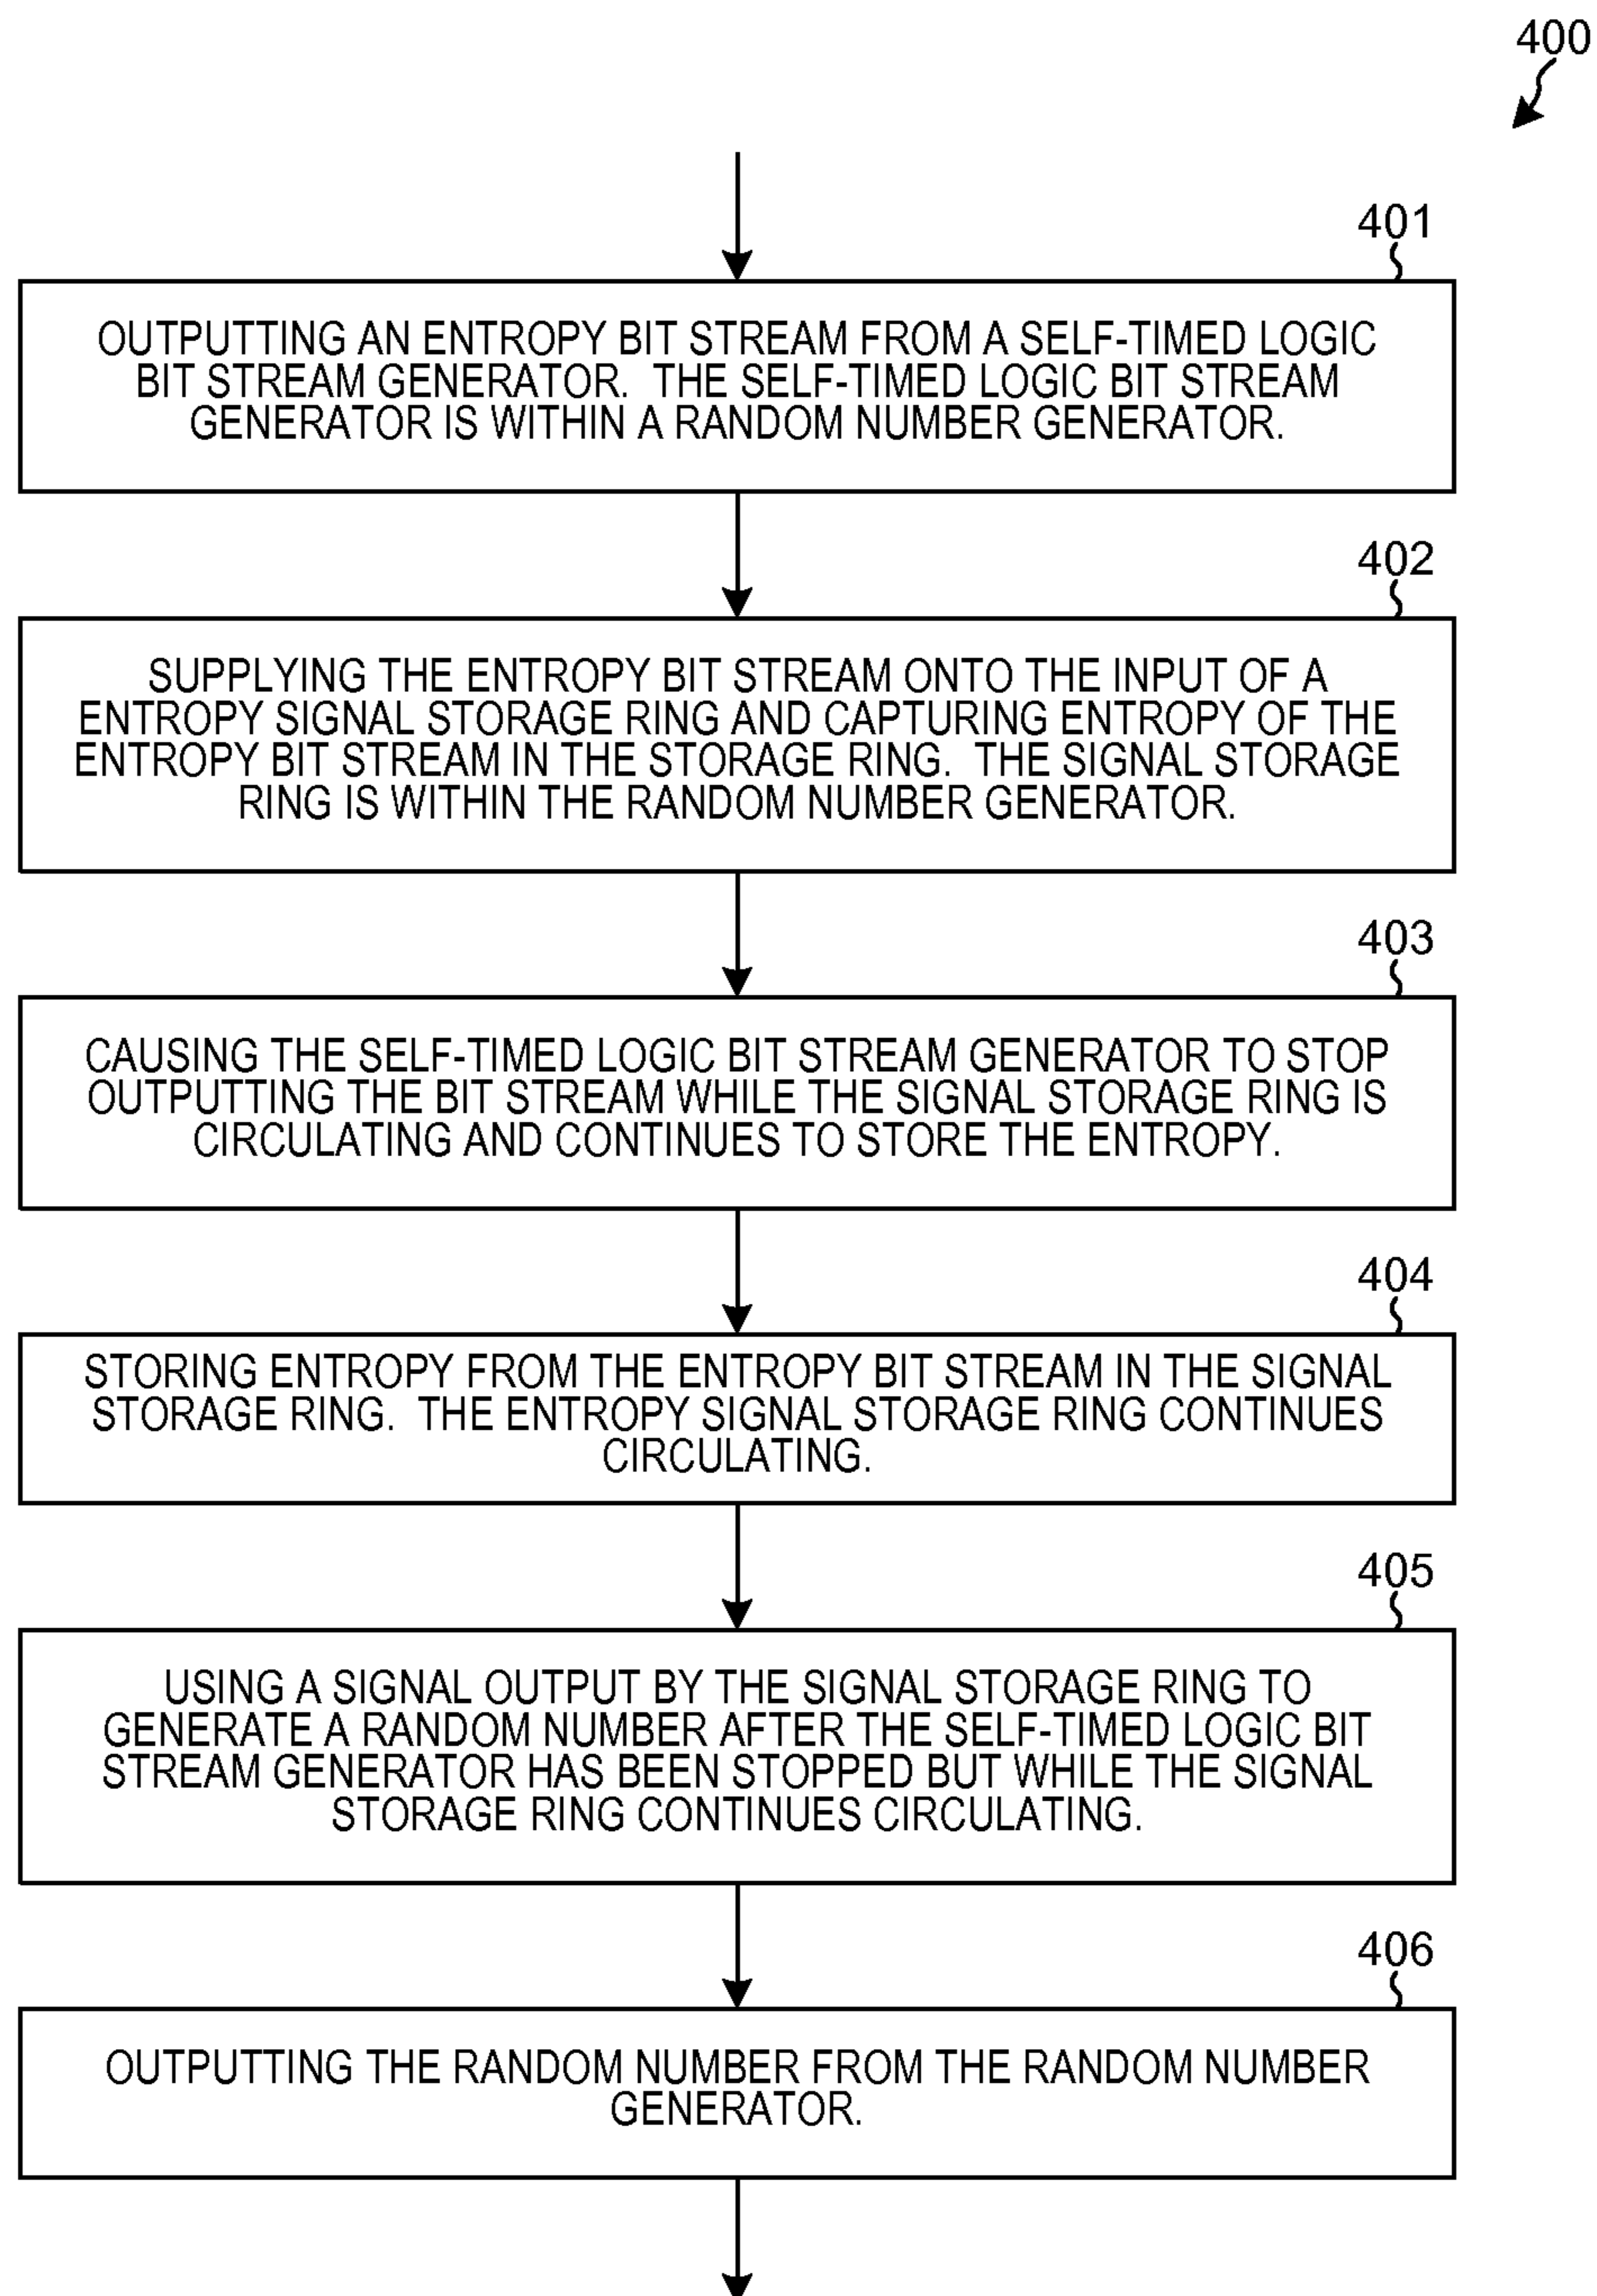 400
401
OUTPUTTING AN ENTROPY BIT STREAM FROM A SELF-TIMED LOGIC
BIT STREAM GENERATOR.  THE SELF-TIMED LOGIC BIT STREAM
GENERATOR IS WITHIN A RANDOM NUMBER GENERATOR.
402
SUPPLYING THE ENTROPY BIT STREAM ONTO THE INPUT OF A
ENTROPY SIGNAL STORAGE RING AND CAPTURING ENTROPY OF THE
ENTROPY BIT STREAM IN THE STORAGE RING.  THE SIGNAL STORAGE
RING IS WITHIN THE RANDOM NUMBER GENERATOR.
403
CAUSING THE SELF-TIMED LOGIC BIT STREAM GENERATOR TO STOP
OUTPUTTING THE BIT STREAM WHILE THE SIGNAL STORAGE RING IS
CIRCULATING AND CONTINUES TO STORE THE ENTROPY.
404
STORING ENTROPY FROM THE ENTROPY BIT STREAM IN THE SIGNAL
STORAGE RING.  THE ENTROPY SIGNAL STORAGE RING CONTINUES
CIRCULATING.
405
USING A SIGNAL OUTPUT BY THE SIGNAL STORAGE RING TO
GENERATE A RANDOM NUMBER AFTER THE SELF-TIMED LOGIC BIT
STREAM GENERATOR HAS BEEN STOPPED BUT WHILE THE SIGNAL
STORAGE RING CONTINUES CIRCULATING.
406
OUTPUTTING THE RANDOM NUMBER FROM THE RANDOM NUMBER
GENERATOR.